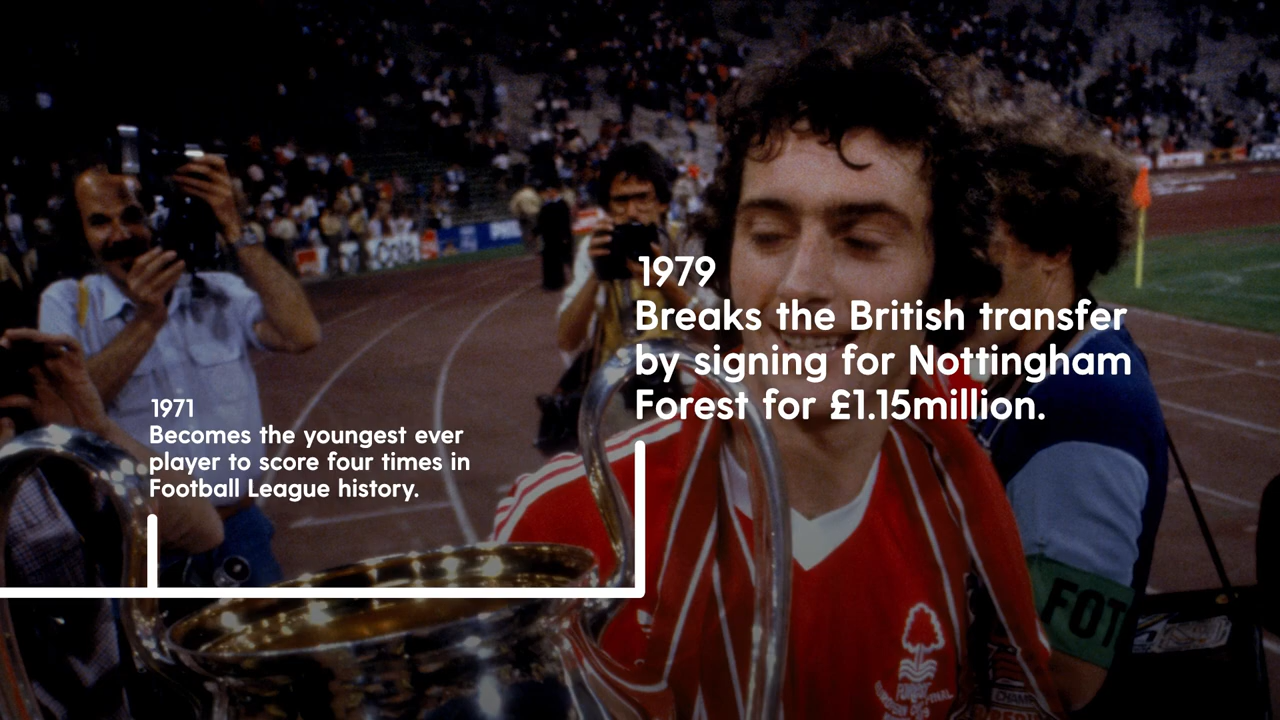 1971
Becomes the youngest ever
player to score four times in
Football League history.
1979
Breaks the British transfer
by signing for Nottingham
Forest for £1.15million.
FOT